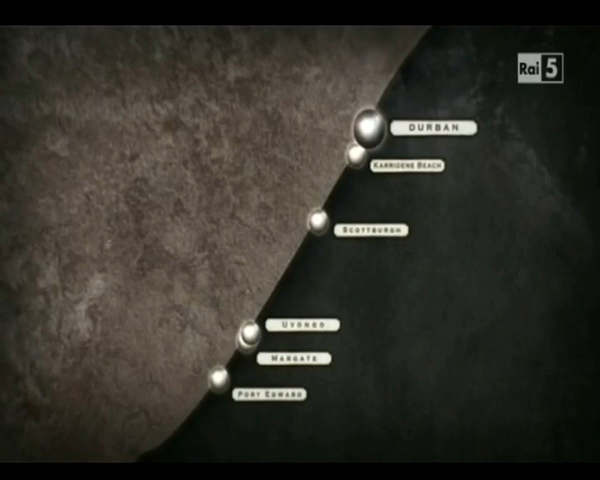 Rai 5
DURBAN
KARRIDENE BEACH
SCOTTBURGH
UVONGO
MARGATE
PORT EDWARD